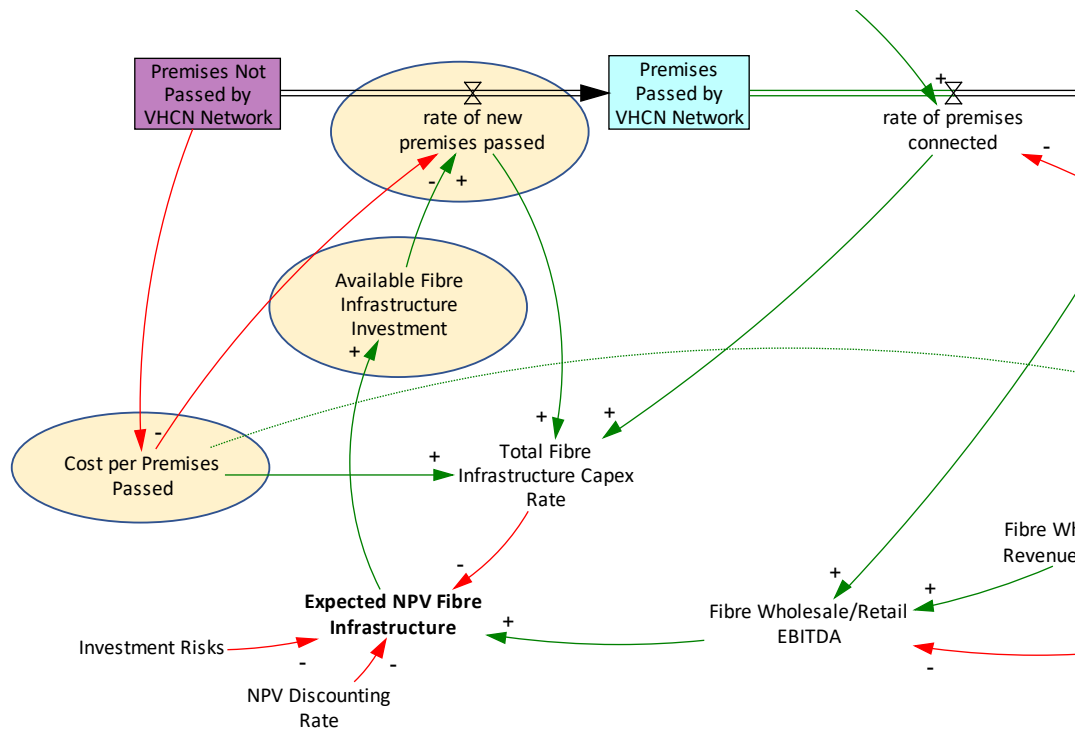 Premises Not
Passed by
VHCN Network
Premises
Passed by
VHCN Network
+
rate of new
premises passed
rate of premises
connected
-
- +
Available Fibre
Infrastructure
Investment
+
-
Cost per Premises
Passed
+
+
+
Total Fibre
Infrastructure Capex
Rate
-
Expected NPV Fibre
Infrastructure
+
Investment Risks
-
-
NPV Discounting
Rate
+
Fibre Wholesale/Retail
EBITDA
+
-
Fibre Wh
Revenue